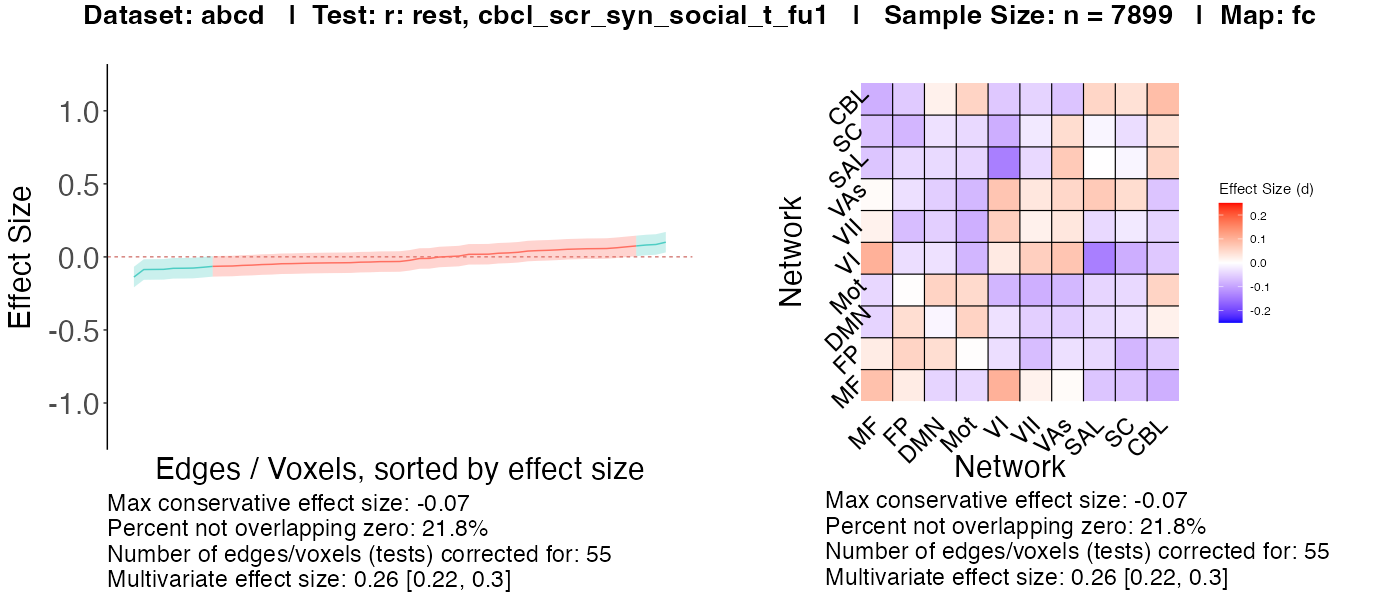 Dataset: abcd | Test: r: rest, cbcl_scr_syn_social_t_fu1 | Sample Size: n = 7899 | Map: fc
Effect Size
1.0
0.5
0.0
-0.5
-1.0
Edges / Voxels, sorted by effect size
Max conservative effect size: -0.07
Percent not overlapping zero: 21.8%
Number of edges/voxels (tests) corrected for: 55
Multivariate effect size: 0.26 [0.22, 0.3]
Network
CBL
SC
SAL
VAs
VII
VI
Mot
DMN
FP
MF
MF
FP
DMN
Mot
VI
VII
VAs
SAL
SC
CBL
Network
Effect Size (d)
0.2
0.1
0.0
-0.1
-0.2
Max conservative effect size: -0.07
Percent not overlapping zero: 21.8%
Number of edges/voxels (tests) corrected for: 55
Multivariate effect size: 0.26 [0.22, 0.3]